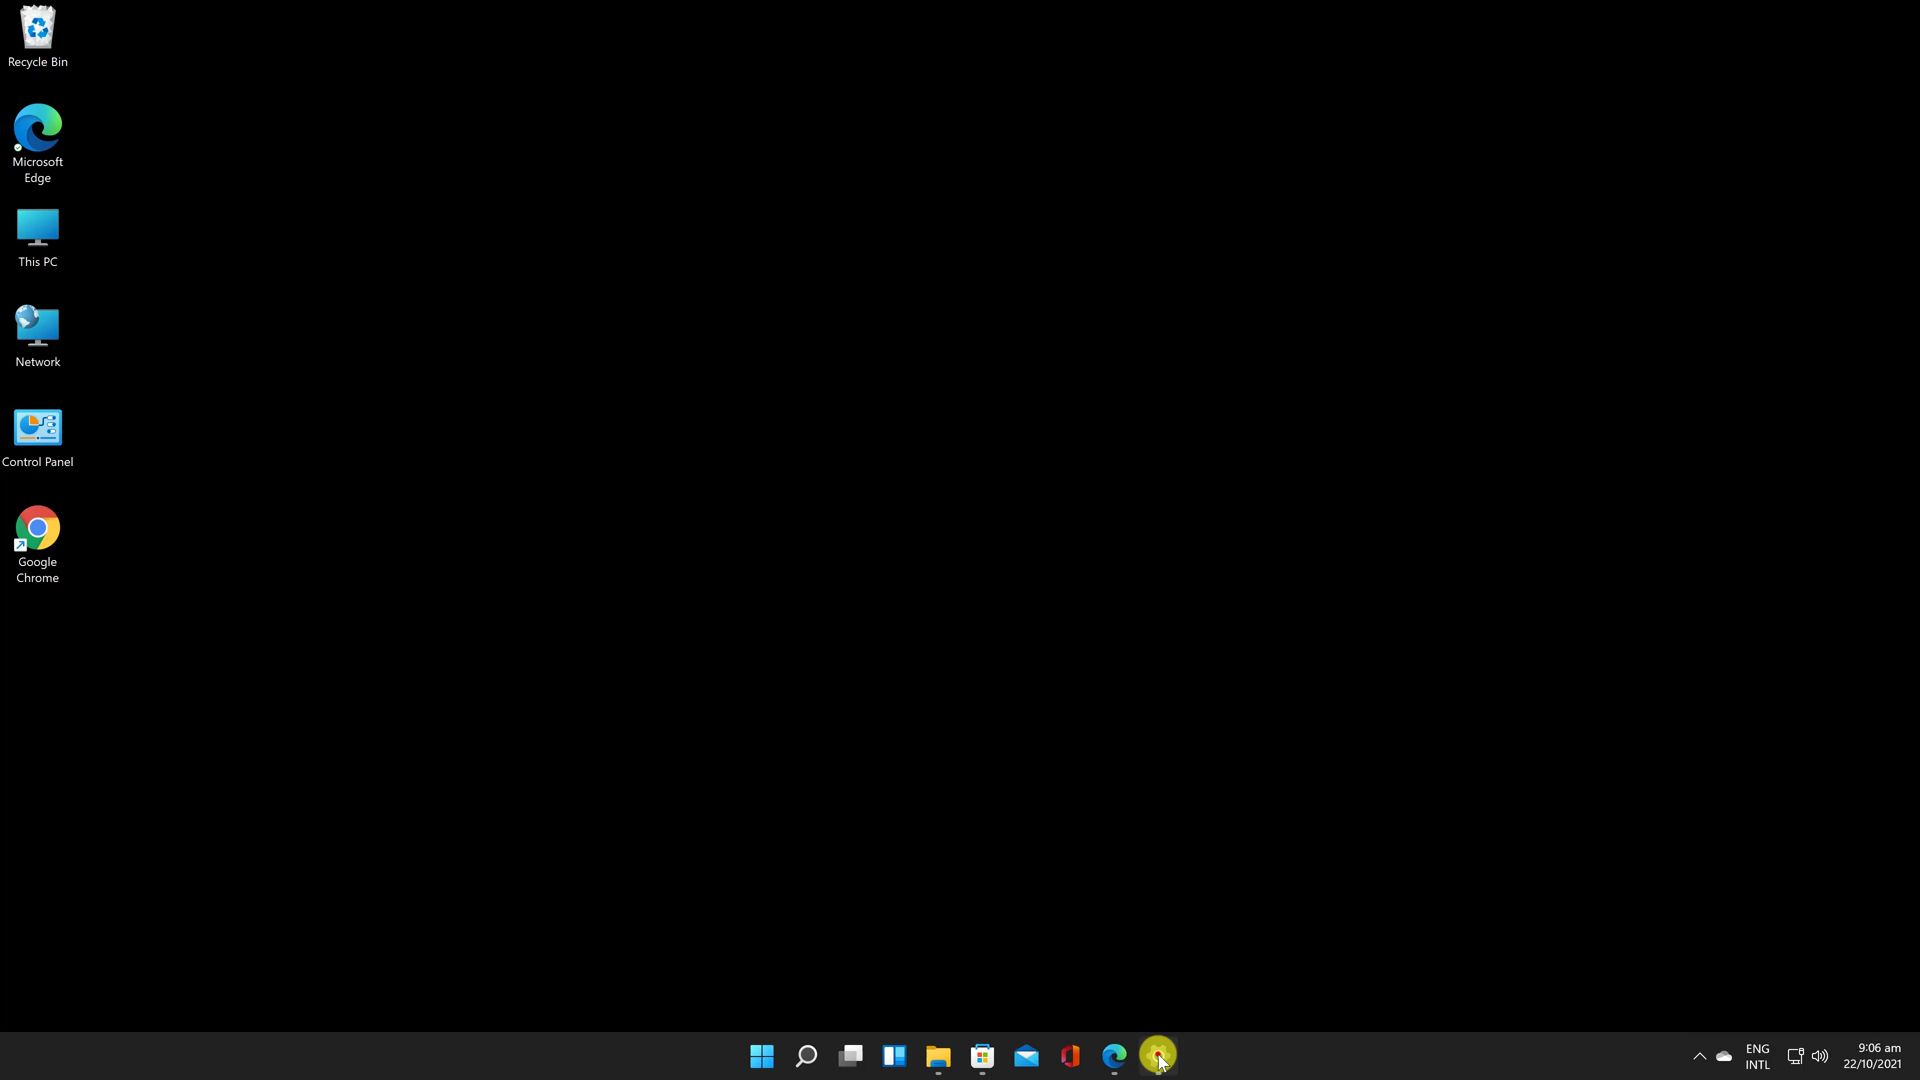 Recycle Bin
Microsoft
Edge
This PC
Network
Control Panel
Google
Chrome
ENG
INTL
9:06 am
22/10/2021